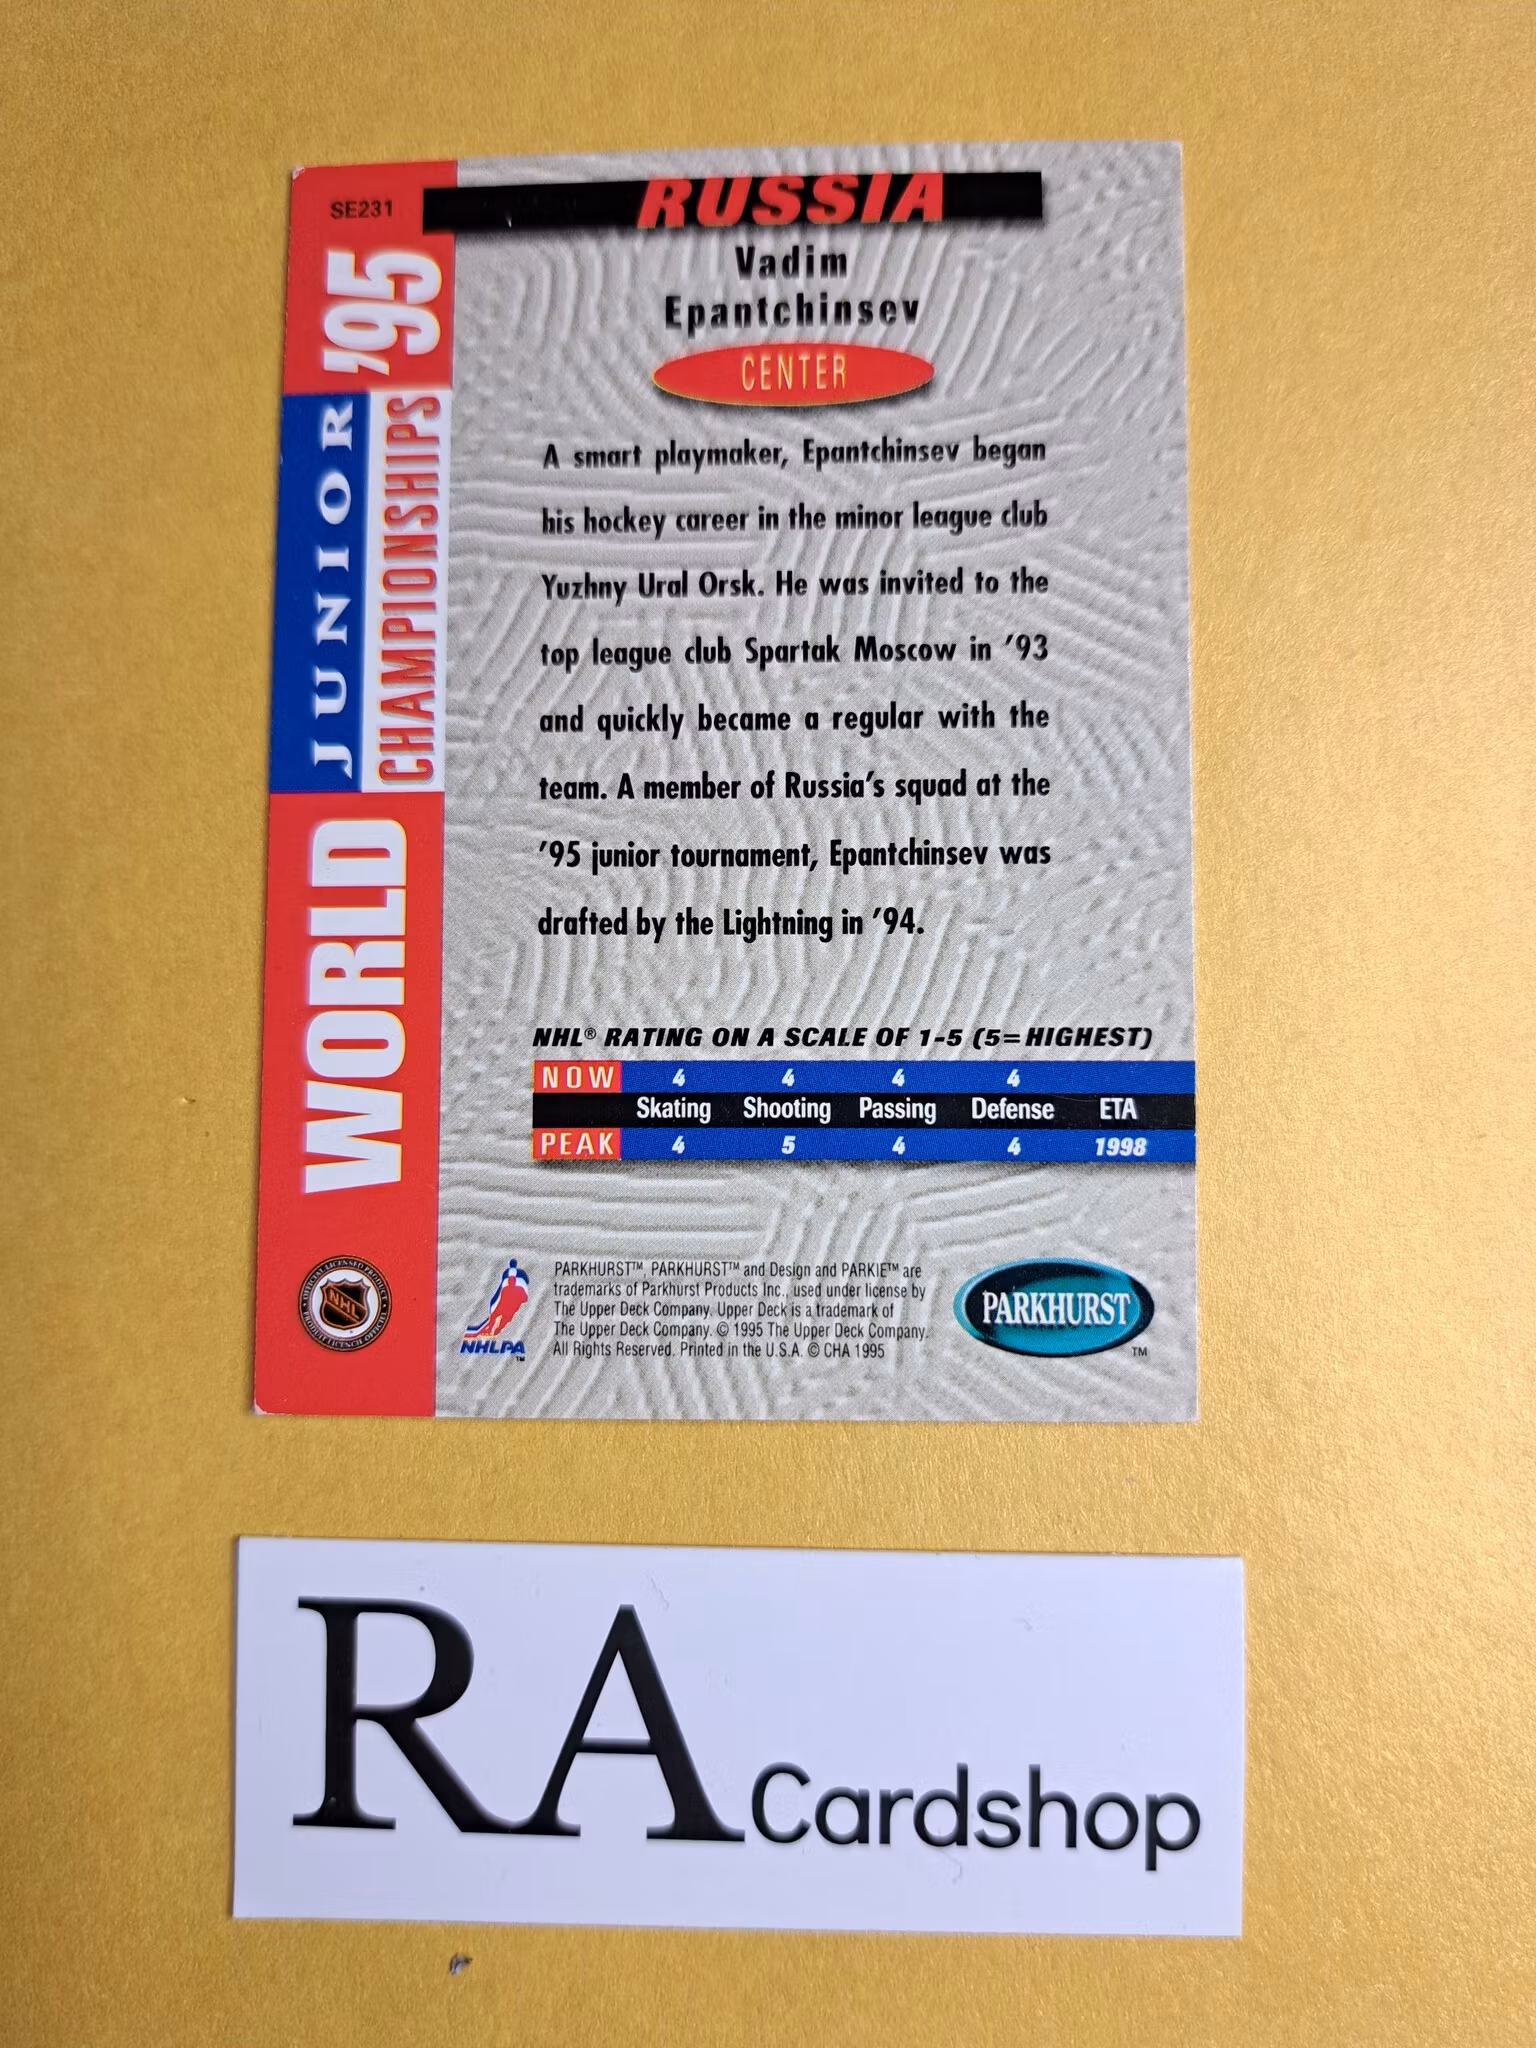 SE231
RUSSIA
Vadim
Epantchinsev
CENTER
WORLD JUNIOR CHAMPIONSHIPS '95
A smart playmaker, Epantchinsev began
his hockey career in the minor league club
Yuzhny Ural Orsk. He was invited to the
top league club Spartak Moscow in '93
and quickly became a regular with the
team. A member of Russia's squad at the
'95 junior tournament, Epantchinsev was
drafted by the Lightning in '94.
NHL® RATING ON A SCALE OF 1-5 (5=HIGHEST)
NOW 4 4 4 4
Skating Shooting Passing Defense ETA
PEAK 4 5 4 4 1998
NHL
NHLPA™
PARKHURST™, PARKHURST™ and Design and PARKIE™ are
trademarks of Parkhurst Products Inc., used under license by
The Upper Deck Company. Upper Deck is a trademark of
The Upper Deck Company. © 1995 The Upper Deck Company.
All Rights Reserved. Printed in the U.S.A. © CHA 1995
PARKHURST™
RA Cardshop